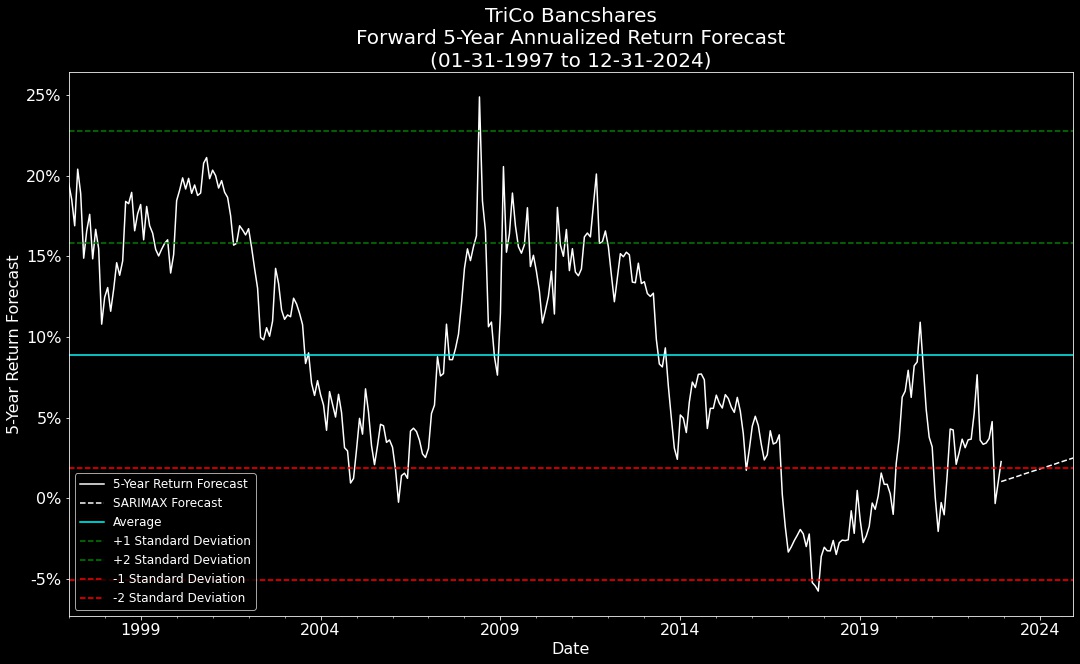 TriCo Bancshares
Forward 5-Year Annualized Return Forecast
(01-31-1997 to 12-31-2024)
5-Year Return Forecast
25%
20%
15%
10%
5%
0%
-5%
5-Year Return Forecast
SARIMAX Forecast
Average
+1 Standard Deviation
+2 Standard Deviation
-1 Standard Deviation
-2 Standard Deviation
1999 2004 2009 2014 2019 2024
Date